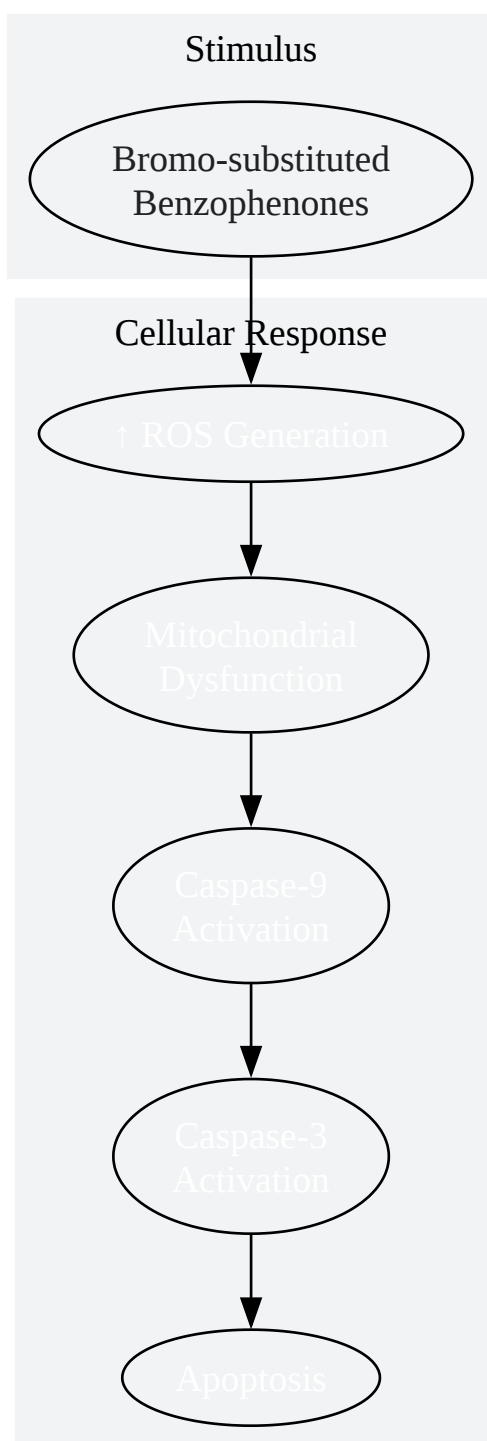 Stimulus
Bromo-substituted
Benzophenones
Cellular Response
↑ ROS Generation
Mitochondrial
Dysfunction
Caspase-9
Activation
Caspase-3
Activation
Apoptosis